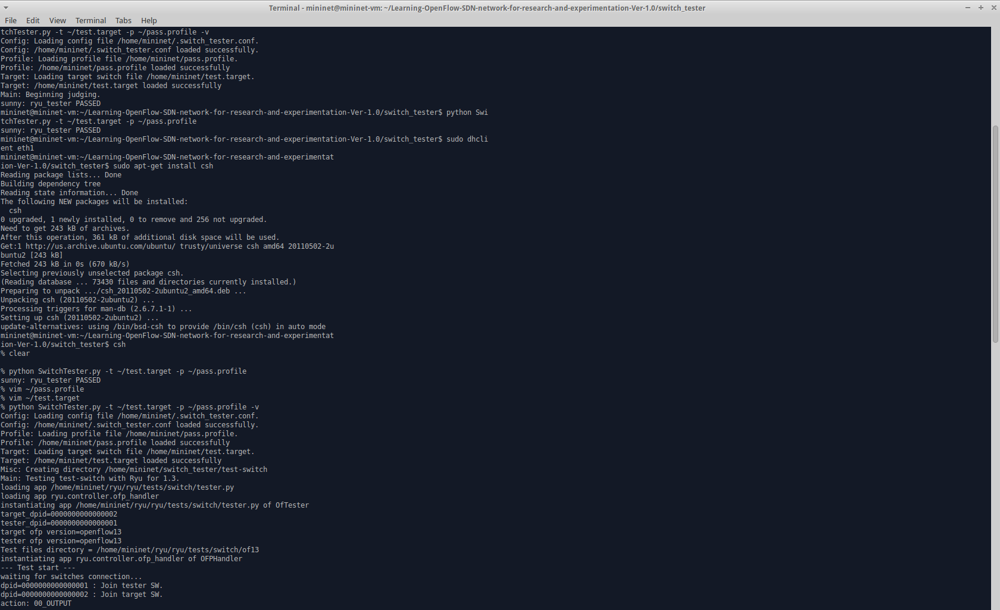 Terminal - mininet@mininet-vm: ~/Learning-OpenFlow-SDN-network-for-research-and-experimentation-Ver-1.0/switch_tester
File Edit View Terminal Tabs Help
tchTester.py -t ~/test.target -p ~/pass.profile -v
Config: Loading config file /home/mininet/.switch_tester.conf.
Config: /home/mininet/.switch_tester.conf loaded successfully.
Profile: Loading profile file /home/mininet/pass.profile.
Profile: /home/mininet/pass.profile loaded successfully
Target: Loading target switch file /home/mininet/test.target.
Target: /home/mininet/test.target loaded successfully
Main: Beginning judging.
sunny: ryu_tester PASSED
mininet@mininet-vm:~/Learning-OpenFlow-SDN-network-for-research-and-experimentation-Ver-1.0/switch_tester$ python Swi
tchTester.py -t ~/test.target -p ~/pass.profile
sunny: ryu_tester PASSED
mininet@mininet-vm:~/Learning-OpenFlow-SDN-network-for-research-and-experimentation-Ver-1.0/switch_tester$ sudo dhcli
ent eth1
mininet@mininet-vm:~/Learning-OpenFlow-SDN-network-for-research-and-experimentat
ion-Ver-1.0/switch_tester$ sudo apt-get install csh
Reading package lists... Done
Building dependency tree
Reading state information... Done
The following NEW packages will be installed:
  csh
0 upgraded, 1 newly installed, 0 to remove and 256 not upgraded.
Need to get 243 kB of archives.
After this operation, 361 kB of additional disk space will be used.
Get:1 http://us.archive.ubuntu.com/ubuntu/ trusty/universe csh amd64 20110502-2u
buntu2 [243 kB]
Fetched 243 kB in 0s (670 kB/s)
Selecting previously unselected package csh.
(Reading database ... 73430 files and directories currently installed.)
Preparing to unpack .../csh_20110502-2ubuntu2_amd64.deb ...
Unpacking csh (20110502-2ubuntu2) ...
Processing triggers for man-db (2.6.7.1-1) ...
Setting up csh (20110502-2ubuntu2) ...
update-alternatives: using /bin/bsd-csh to provide /bin/csh (csh) in auto mode
mininet@mininet-vm:~/Learning-OpenFlow-SDN-network-for-research-and-experimentat
ion-Ver-1.0/switch_tester$ csh
% clear
% python SwitchTester.py -t ~/test.target -p ~/pass.profile
sunny: ryu_tester PASSED
% vim ~/pass.profile
% vim ~/test.target
% python SwitchTester.py -t ~/test.target -p ~/pass.profile -v
Config: Loading config file /home/mininet/.switch_tester.conf.
Config: /home/mininet/.switch_tester.conf loaded successfully.
Profile: Loading profile file /home/mininet/pass.profile.
Profile: /home/mininet/pass.profile loaded successfully
Target: Loading target switch file /home/mininet/test.target.
Target: /home/mininet/test.target loaded successfully
Misc: Creating directory /home/mininet/switch_tester/test-switch
Main: Testing test-switch with Ryu for 1.3.
loading app /home/mininet/ryu/ryu/tests/switch/tester.py
loading app ryu.controller.ofp_handler
instantiating app /home/mininet/ryu/ryu/tests/switch/tester.py of OfTester
target_dpid=0000000000000002
tester_dpid=0000000000000001
target ofp version=openflow13
tester ofp version=openflow13
Test files directory = /home/mininet/ryu/ryu/tests/switch/of13
instantiating app ryu.controller.ofp_handler of OFPHandler
--- Test start ---
waiting for switches connection...
dpid=0000000000000001 : Join tester SW.
dpid=0000000000000002 : Join target SW.
action: 00_OUTPUT